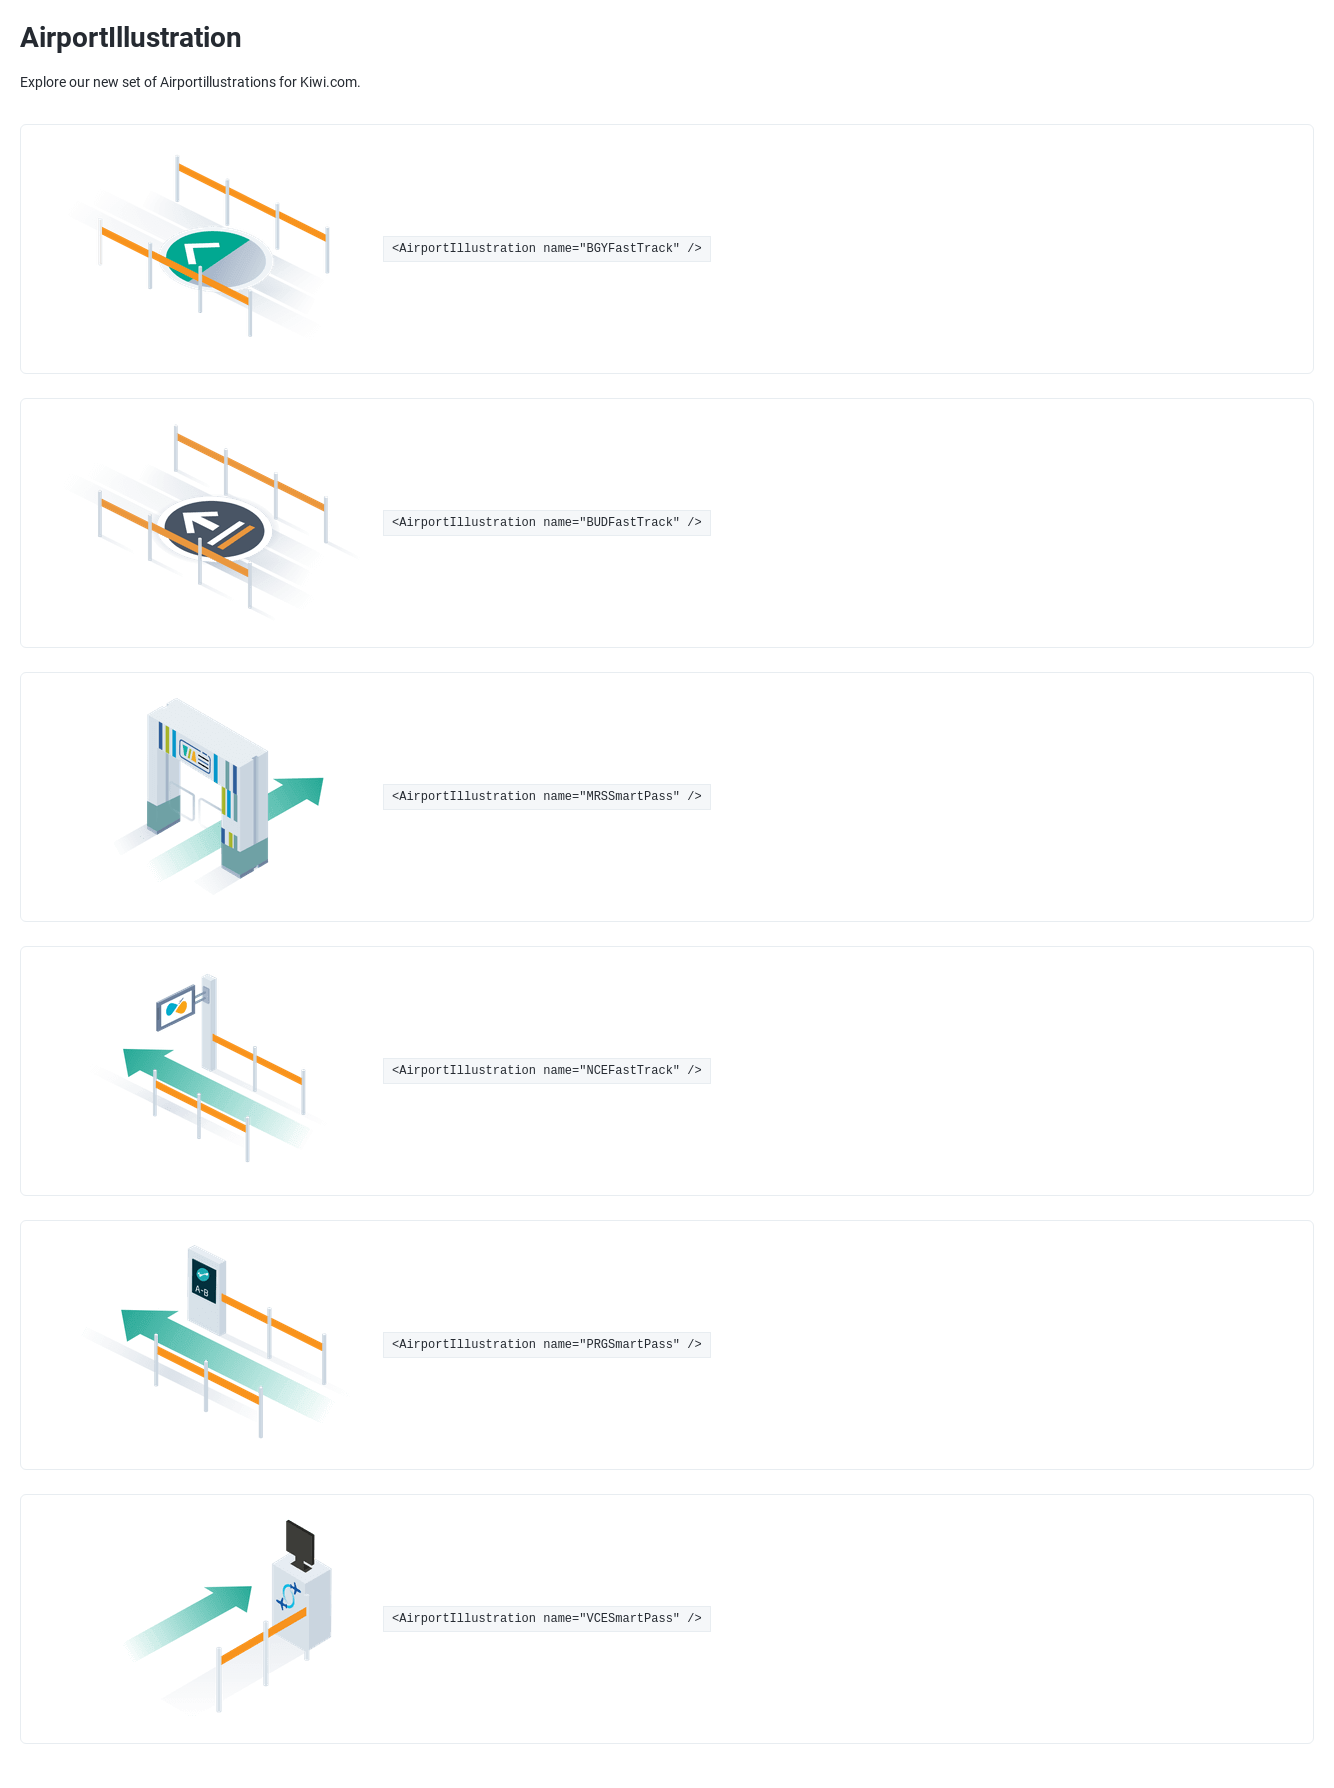 AirportIllustration
Explore our new set of Airportillustrations for Kiwi.com.
<AirportIllustration name="BGYFastTrack" />
<AirportIllustration name="BUDFastTrack" />
<AirportIllustration name="MRSSmartPass" />
<AirportIllustration name="NCEFastTrack" />
A-B
<AirportIllustration name="PRGSmartPass" />
<AirportIllustration name="VCESmartPass" />